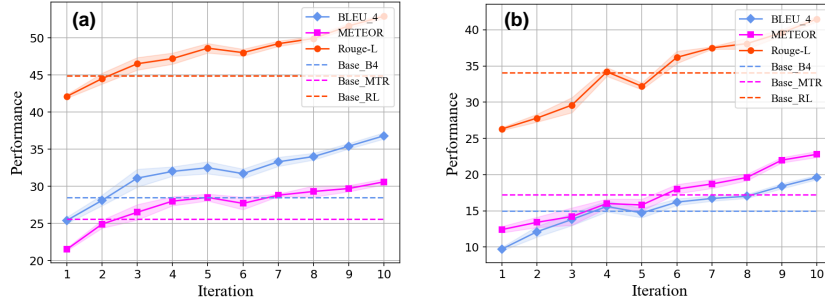 (a)
BLEU_4
METEOR
Rouge-L
Base_B4
Base_MTR
Base_RL
Performance
50
45
40
35
30
25
20
1 2 3 4 5 6 7 8 9 10
Iteration
(b)
BLEU_4
METEOR
Rouge-L
Base_B4
Base_MTR
Base_RL
Performance
40
35
30
25
20
15
10
1 2 3 4 5 6 7 8 9 10
Iteration